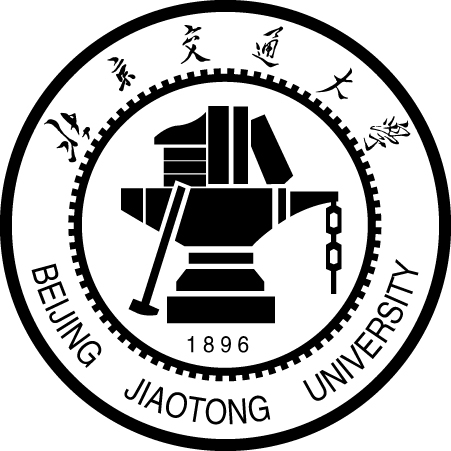 北京交通大學
1896
BEIJING JIAOTONG UNIVERSITY